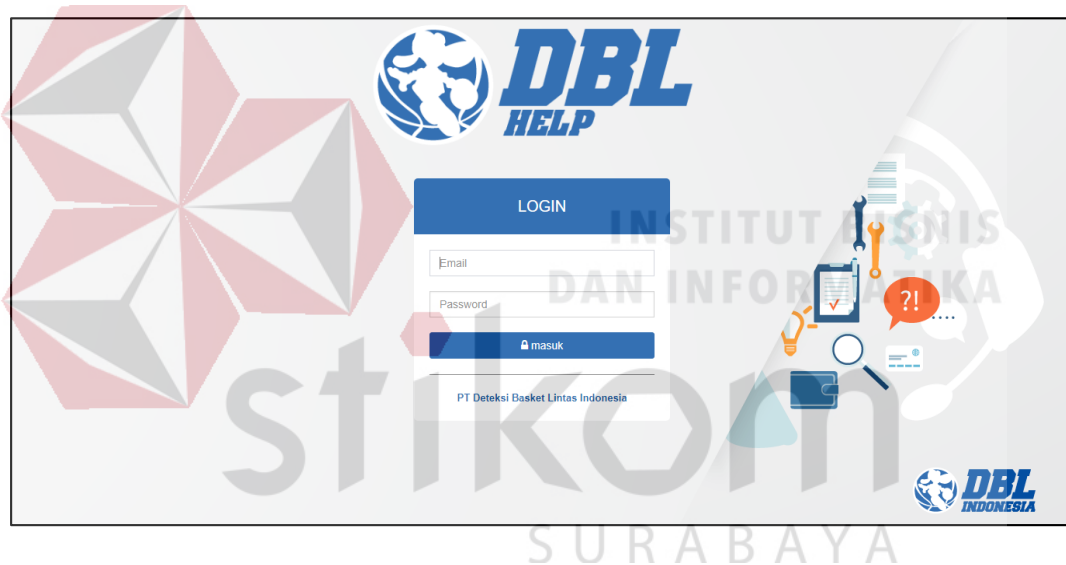 DBL
HELP
LOGIN
INSTITUT BISNIS
Email
DAN INFORMATIKA
?!
Password
masuk
stikom
PT Deteksi Basket Lintas Indonesia
DBL
INDONESIA
SURABAYA